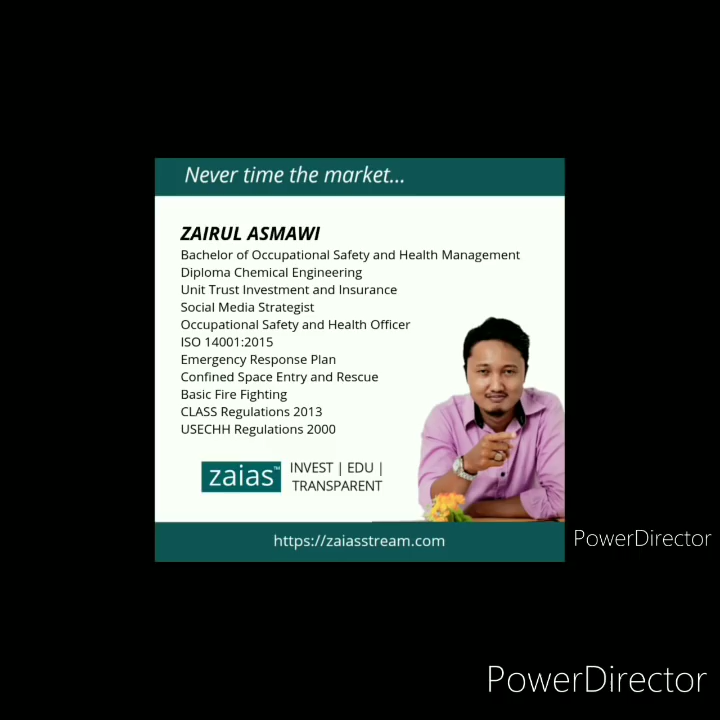 Never time the market...
ZAIRUL ASMAWI
Bachelor of Occupational Safety and Health Management
Diploma Chemical Engineering
Unit Trust Investment and Insurance
Social Media Strategist
Occupational Safety and Health Officer
ISO 14001:2015
Emergency Response Plan
Confined Space Entry and Rescue
Basic Fire Fighting
CLASS Regulations 2013
USECHH Regulations 2000
zaias™ INVEST | EDU |
TRANSPARENT
https://zaiasstream.com
PowerDirector
PowerDirector